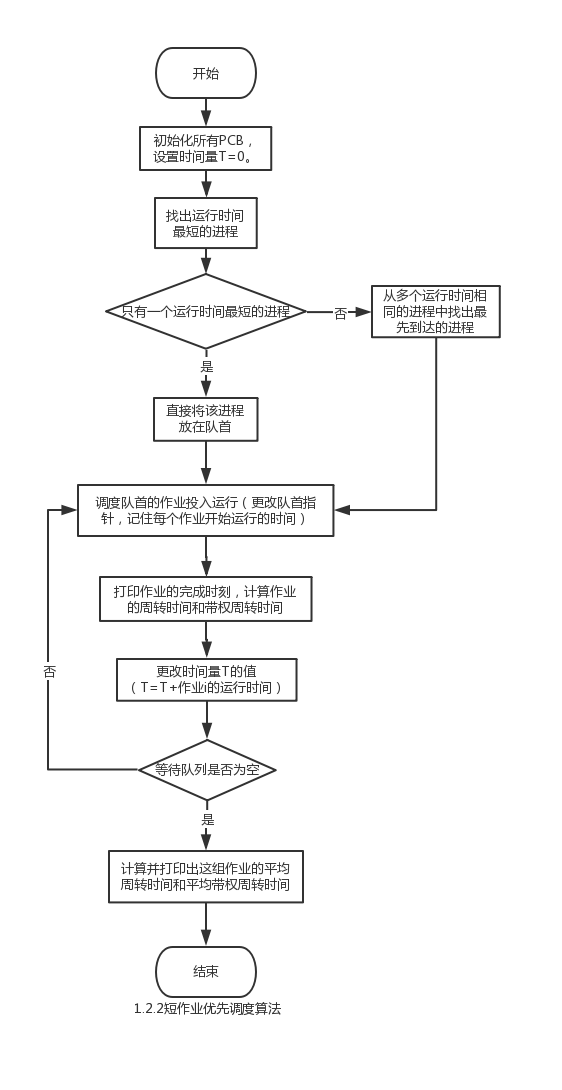 开始
初始化所有PCB，
设置时间量T=0。
找出运行时间
最短的进程
只有一个运行时间最短的进程
否
从多个运行时间相
同的进程中找出最
先到达的进程
是
直接将该进程
放在队首
调度队首的作业投入运行（更改队首指
针，记住每个作业开始运行的时间）
打印作业的完成时刻，计算作业
的周转时间和带权周转时间
否
更改时间量T的值
（T=T+作业i的运行时间）
等待队列是否为空
是
计算并打印出这组作业的平均
周转时间和平均带权周转时间
结束
1.2.2短作业优先调度算法